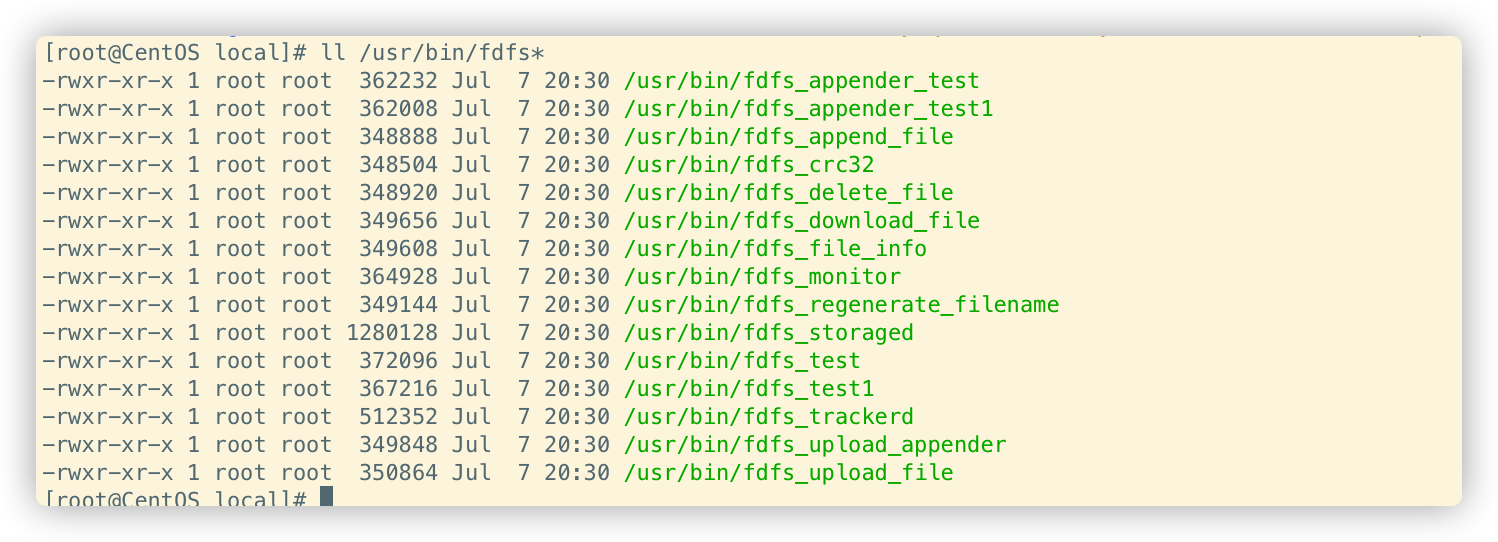 [root@CentOS local]# ll /usr/bin/fdfs*
-rwxr-xr-x 1 root root  362232 Jul  7 20:30 /usr/bin/fdfs_appender_test
-rwxr-xr-x 1 root root  362008 Jul  7 20:30 /usr/bin/fdfs_appender_test1
-rwxr-xr-x 1 root root  348888 Jul  7 20:30 /usr/bin/fdfs_append_file
-rwxr-xr-x 1 root root  348504 Jul  7 20:30 /usr/bin/fdfs_crc32
-rwxr-xr-x 1 root root  348920 Jul  7 20:30 /usr/bin/fdfs_delete_file
-rwxr-xr-x 1 root root  349656 Jul  7 20:30 /usr/bin/fdfs_download_file
-rwxr-xr-x 1 root root  349608 Jul  7 20:30 /usr/bin/fdfs_file_info
-rwxr-xr-x 1 root root  364928 Jul  7 20:30 /usr/bin/fdfs_monitor
-rwxr-xr-x 1 root root  349144 Jul  7 20:30 /usr/bin/fdfs_regenerate_filename
-rwxr-xr-x 1 root root 1280128 Jul  7 20:30 /usr/bin/fdfs_storaged
-rwxr-xr-x 1 root root  372096 Jul  7 20:30 /usr/bin/fdfs_test
-rwxr-xr-x 1 root root  367216 Jul  7 20:30 /usr/bin/fdfs_test1
-rwxr-xr-x 1 root root  512352 Jul  7 20:30 /usr/bin/fdfs_trackerd
-rwxr-xr-x 1 root root  349848 Jul  7 20:30 /usr/bin/fdfs_upload_appender
-rwxr-xr-x 1 root root  350864 Jul  7 20:30 /usr/bin/fdfs_upload_file
[root@CentOS local]#